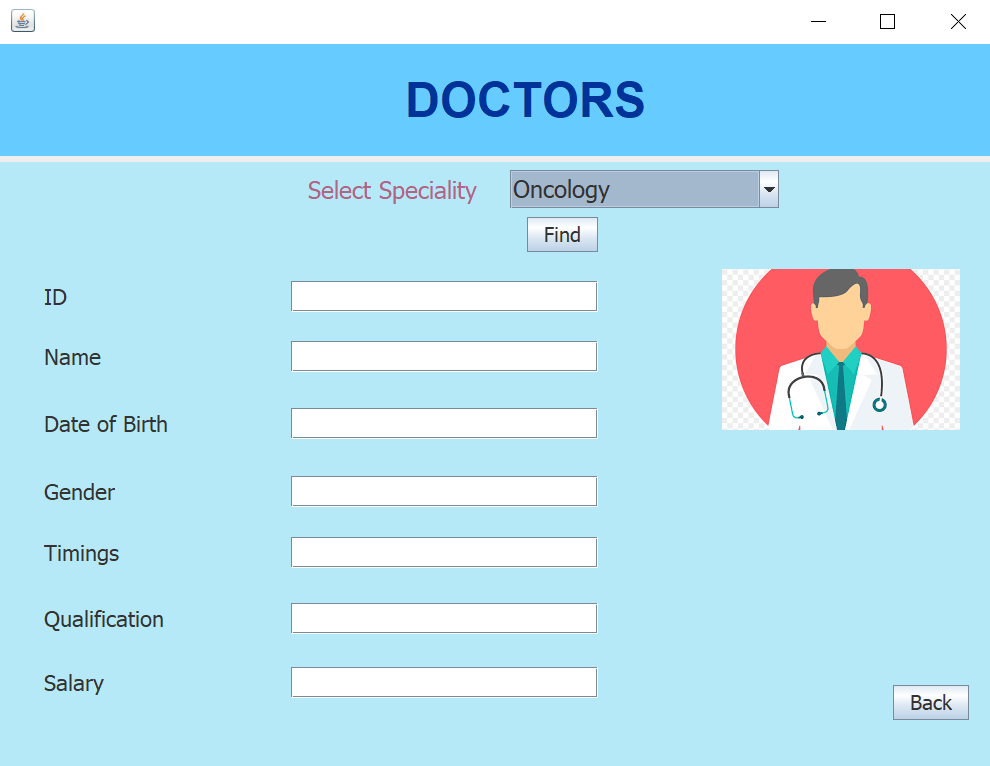 DOCTORS
Select Speciality Oncology
Find
ID
Name
Date of Birth
Gender
Timings
Qualification
Salary
Back